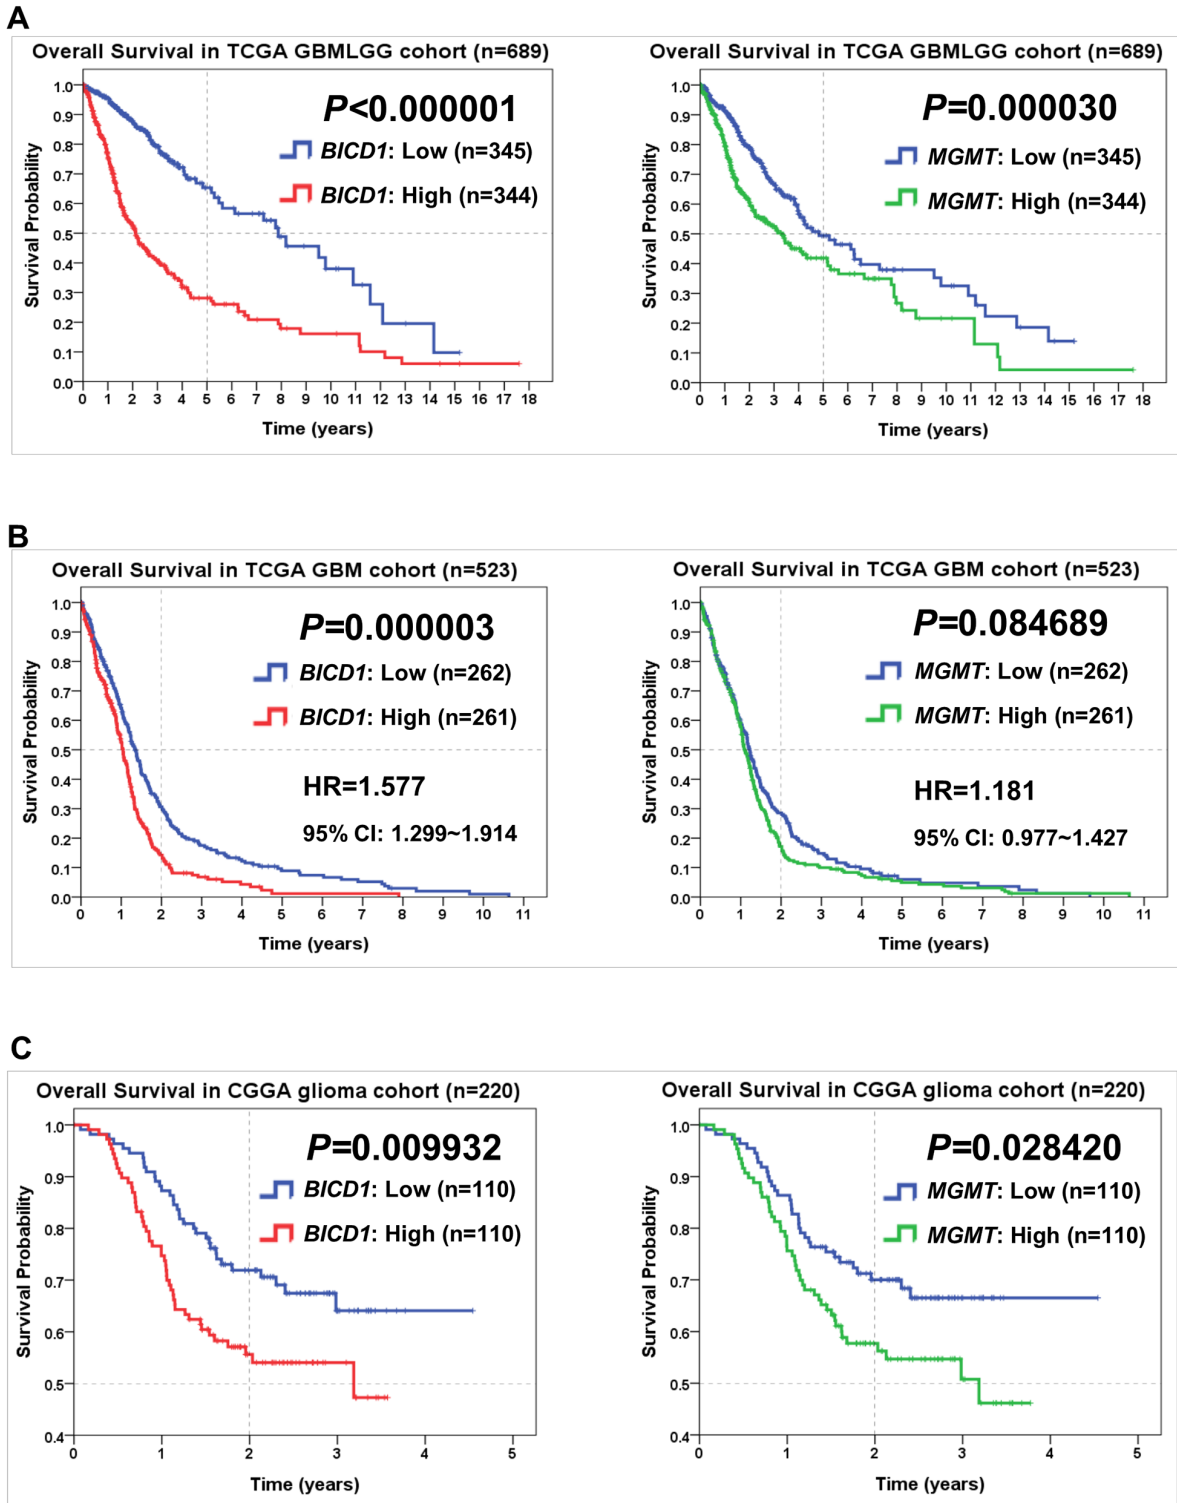 A
Overall Survival in TCGA GBMLGG cohort (n=689)
P<0.000001
BICD1: Low (n=345)
BICD1: High (n=344)
Survival Probability
1.0
0.9
0.8
0.7
0.6
0.5
0.4
0.3
0.2
0.1
0.0
0 1 2 3 4 5 6 7 8 9 10 11 12 13 14 15 16 17 18
Time (years)
Overall Survival in TCGA GBMLGG cohort (n=689)
P=0.000030
MGMT: Low (n=345)
MGMT: High (n=344)
Survival Probability
1.0
0.9
0.8
0.7
0.6
0.5
0.4
0.3
0.2
0.1
0.0
0 1 2 3 4 5 6 7 8 9 10 11 12 13 14 15 16 17 18
Time (years)
B
Overall Survival in TCGA GBM cohort (n=523)
P=0.000003
BICD1: Low (n=262)
BICD1: High (n=261)
HR=1.577
95% CI: 1.299~1.914
Survival Probability
1.0
0.9
0.8
0.7
0.6
0.5
0.4
0.3
0.2
0.1
0.0
0 1 2 3 4 5 6 7 8 9 10 11
Time (years)
Overall Survival in TCGA GBM cohort (n=523)
P=0.084689
MGMT: Low (n=262)
MGMT: High (n=261)
HR=1.181
95% CI: 0.977~1.427
Survival Probability
1.0
0.9
0.8
0.7
0.6
0.5
0.4
0.3
0.2
0.1
0.0
0 1 2 3 4 5 6 7 8 9 10 11
Time (years)
C
Overall Survival in CGGA glioma cohort (n=220)
P=0.009932
BICD1: Low (n=110)
BICD1: High (n=110)
Survival Probability
1.0
0.9
0.8
0.7
0.6
0.5
0.4
0 1 2 3 4 5
Time (years)
Overall Survival in CGGA glioma cohort (n=220)
P=0.028420
MGMT: Low (n=110)
MGMT: High (n=110)
Survival Probability
1.0
0.9
0.8
0.7
0.6
0.5
0.4
0 1 2 3 4 5
Time (years)